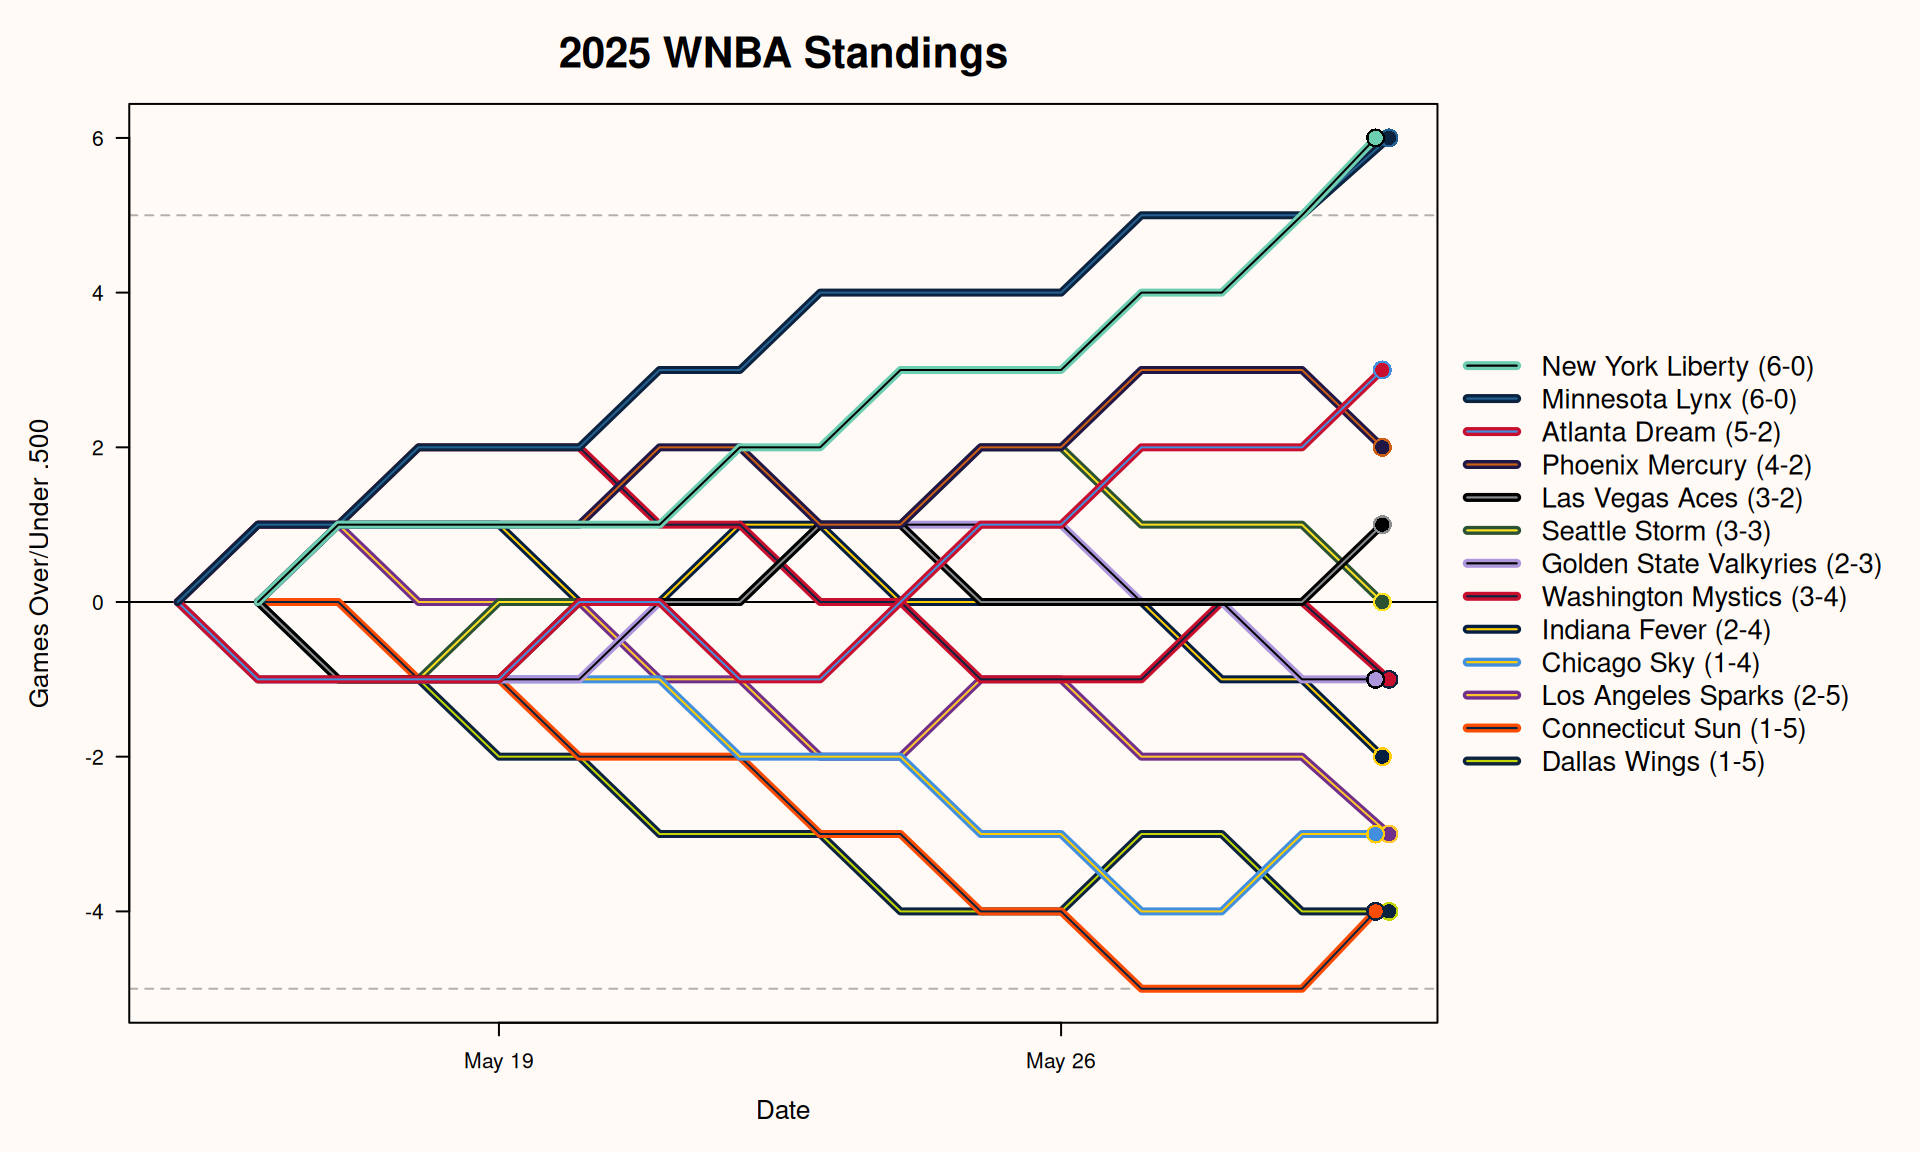 2025 WNBA Standings
6
4
2
0
-2
-4
Games Over/Under .500
May 19
May 26
Date
New York Liberty (6-0)
Minnesota Lynx (6-0)
Atlanta Dream (5-2)
Phoenix Mercury (4-2)
Las Vegas Aces (3-2)
Seattle Storm (3-3)
Golden State Valkyries (2-3)
Washington Mystics (3-4)
Indiana Fever (2-4)
Chicago Sky (1-4)
Los Angeles Sparks (2-5)
Connecticut Sun (1-5)
Dallas Wings (1-5)